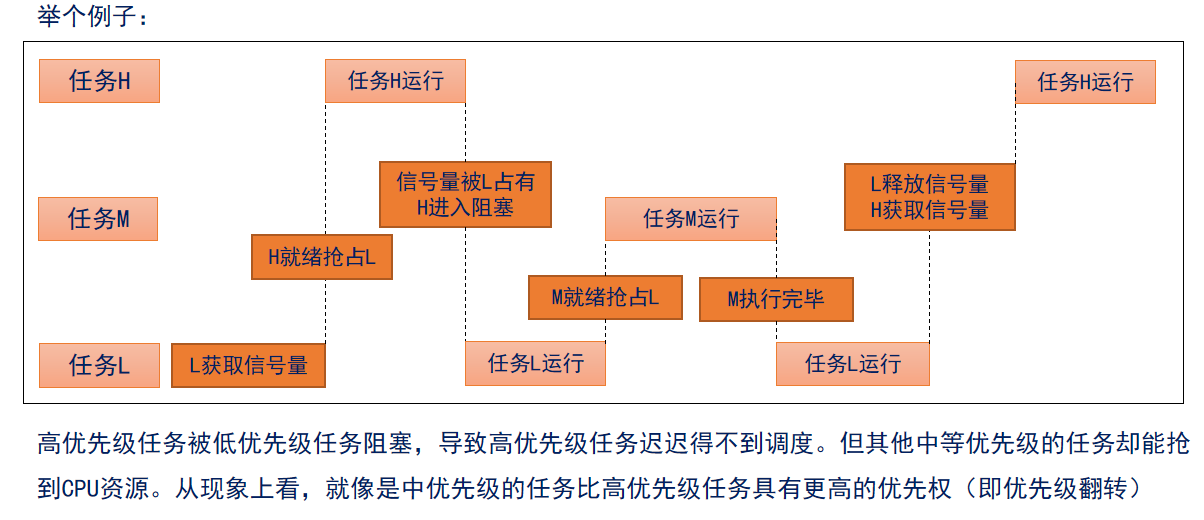 举个例子：
任务H
任务H运行
任务H运行
信号量被L占有
H进入阻塞
L释放信号量
H获取信号量
任务M
任务M运行
H就绪抢占L
M就绪抢占L
M执行完毕
任务L
L获取信号量
任务L运行
任务L运行
高优先级任务被低优先级任务阻塞，导致高优先级任务迟迟得不到调度。但其他中等优先级的任务却能抢
到CPU资源。从现象上看，就像是中优先级的任务比高优先级任务具有更高的优先权（即优先级翻转）